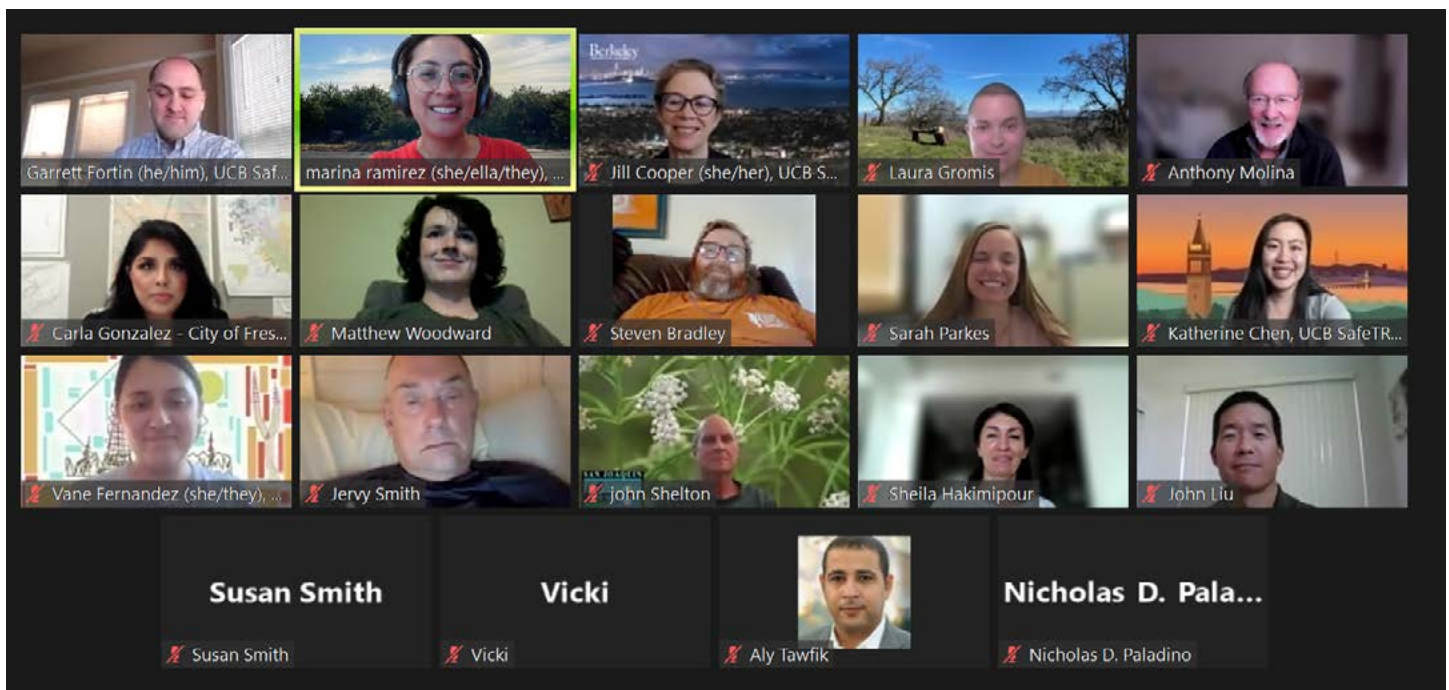 Garrett Fortin (he/him), UCB Saf...
marina ramirez (she/ella/they), ...
Berkeley
Jill Cooper (she/her), UCB S...
Laura Gromis
Anthony Molina
Carla Gonzalez - City of Fres...
Matthew Woodward
Steven Bradley
Sarah Parkes
Katherine Chen, UCB SafeTR...
Vane Fernandez (she/they), ...
Jervy Smith
SAN JOAQUIN
john Shelton
Sheila Hakimipour
John Liu
Susan Smith
Vicki
Nicholas D. Pala...
Susan Smith
Vicki
Aly Tawfik
Nicholas D. Paladino